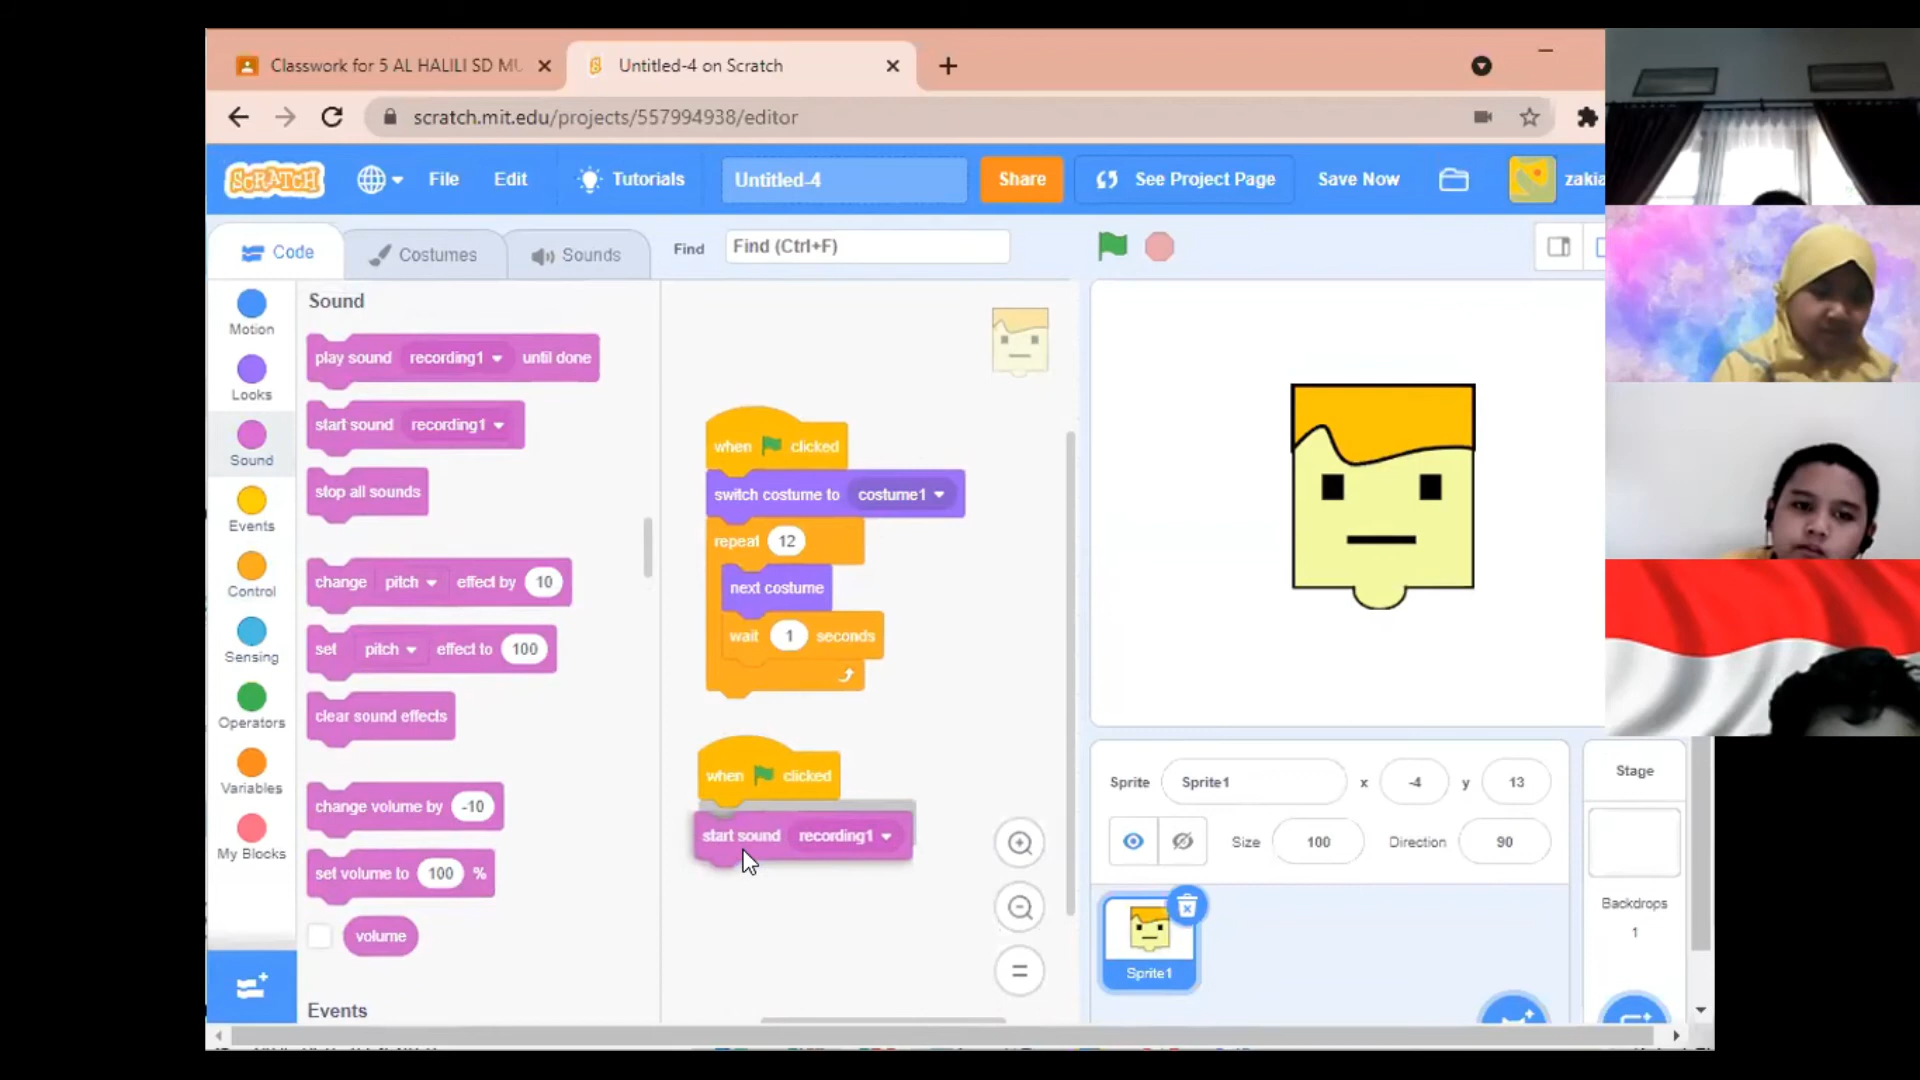 Classwork for 5 AL HALILI SD MU
Untitled-4 on Scratch
scratch.mit.edu/projects/557994938/editor
SCRATCH
File
Edit
Tutorials
Untitled-4
Share
See Project Page
Save Now
zakia
Code
Costumes
Sounds
Find
Find (Ctrl+F)
Motion
Looks
Sound
Events
Control
Sensing
Operators
Variables
My Blocks
Sound
play sound recording1 until done
start sound recording1
stop all sounds
change pitch effect by 10
set pitch effect to 100
clear sound effects
change volume by -10
set volume to 100 %
volume
Events
when clicked
switch costume to costume1
repeat 12
next costume
wait 1 seconds
when clicked
start sound recording1
Sprite Sprite1 x -4 y 13
Size 100 Direction 90
Sprite1
Stage
Backdrops
1